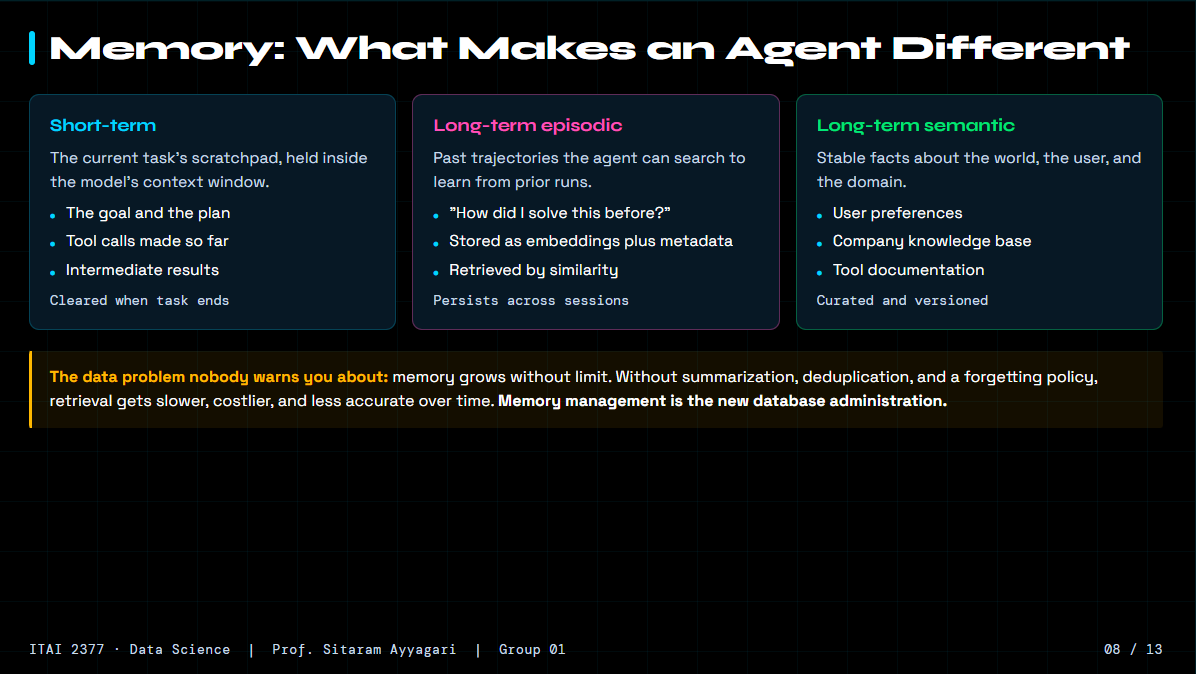 Memory: What Makes an Agent Different
Short-term
The current task's scratchpad, held inside
the model's context window.
• The goal and the plan
• Tool calls made so far
• Intermediate results
Cleared when task ends
Long-term episodic
Past trajectories the agent can search to
learn from prior runs.
• "How did I solve this before?"
• Stored as embeddings plus metadata
• Retrieved by similarity
Persists across sessions
Long-term semantic
Stable facts about the world, the user, and
the domain.
• User preferences
• Company knowledge base
• Tool documentation
Curated and versioned
The data problem nobody warns you about: memory grows without limit. Without summarization, deduplication, and a forgetting policy,
retrieval gets slower, costlier, and less accurate over time. Memory management is the new database administration.
ITAI 2377 · Data Science | Prof. Sitaram Ayyagari | Group 01
08 / 13